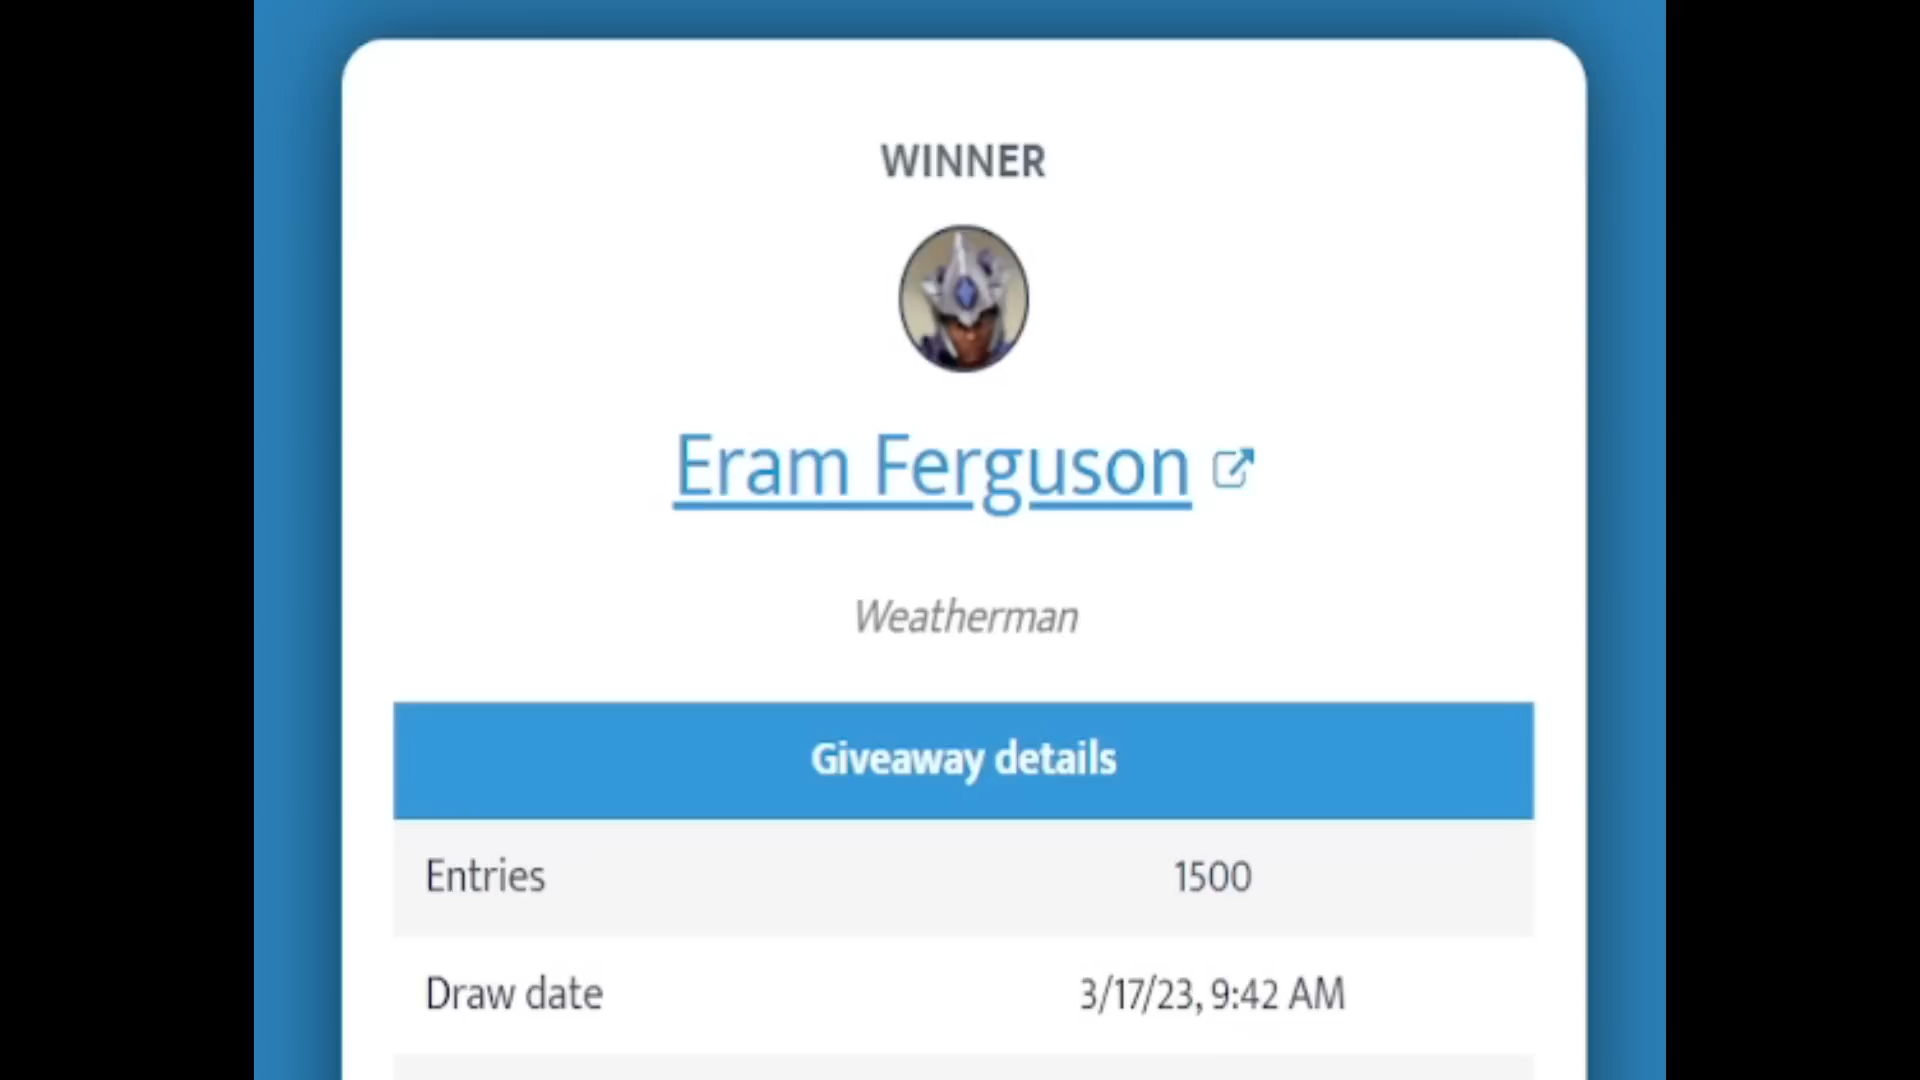 WINNER
Eram Ferguson
Weatherman
Giveaway details
Entries 1500
Draw date 3/17/23, 9:42 AM